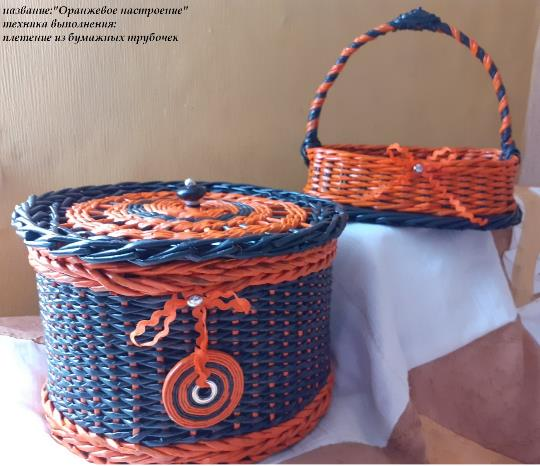 название:"Оранжевое настроение"
техника выполнения:
плетение из бумажных трубочек